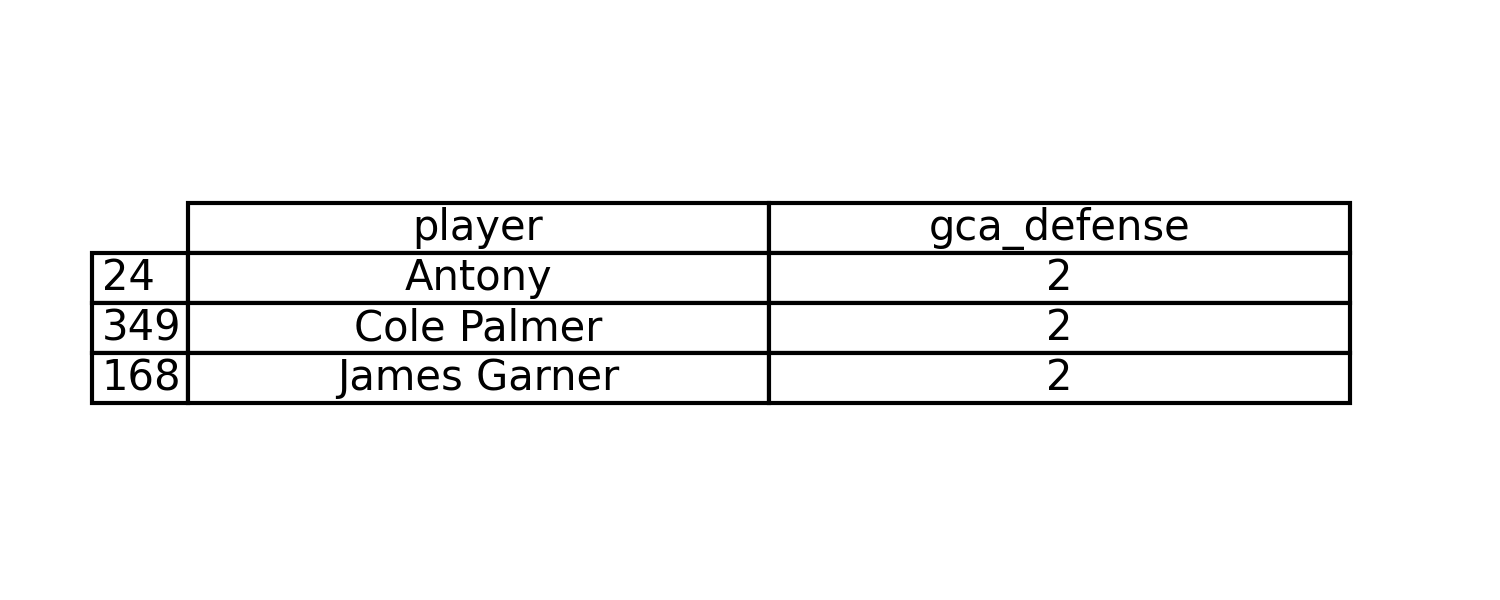 player gca_defense
24 Antony 2
349 Cole Palmer 2
168 James Garner 2